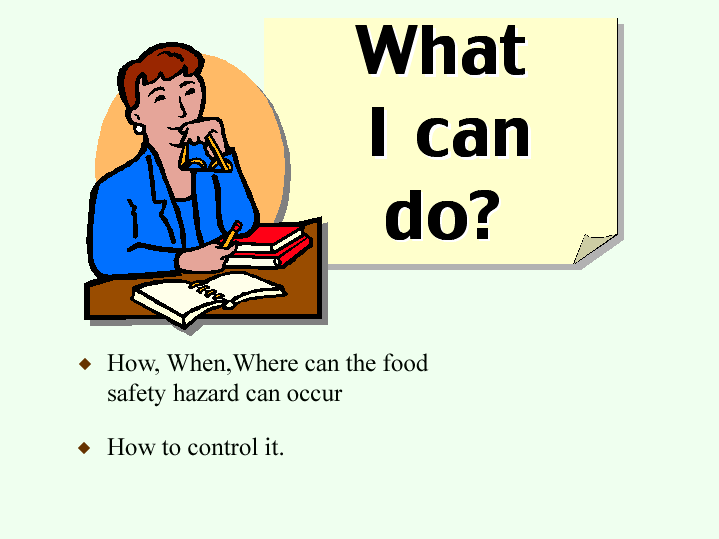 What
I can
do?
How, When,Where can the food
safety hazard can occur
How to control it.